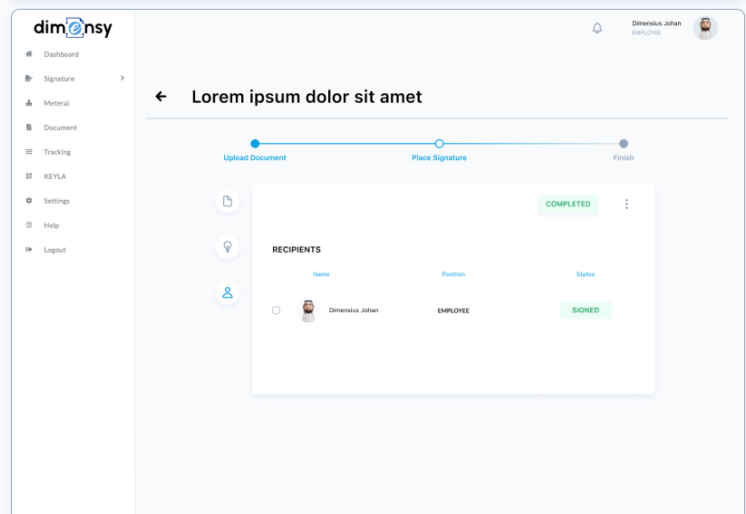 dimensy
Dimensius Johan
EMPLOYEE
Dashboard
Signature
Meterai
Document
Tracking
KEYLA
Settings
Help
Logout
Lorem ipsum dolor sit amet
Upload Document Place Signature Finish
COMPLETED
RECIPIENTS
Name Position Status
Dimensius Johan EMPLOYEE SIGNED